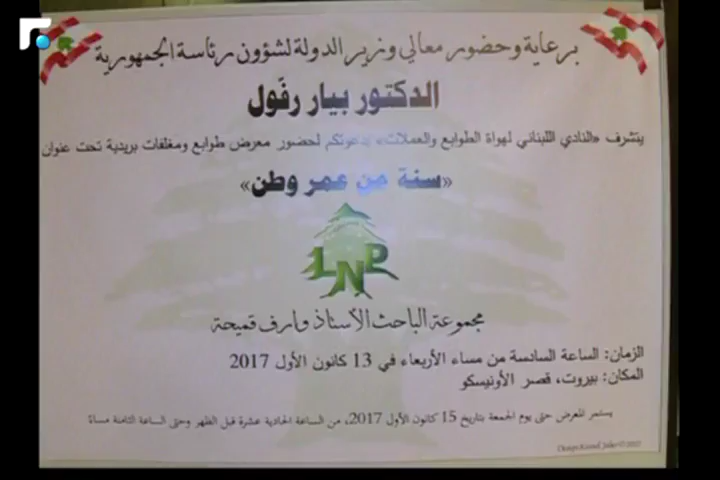 برعاية وحضور معالي وزير الدولة لشؤون رئاسة الجمهورية
الدكتور بيار رفّول
يتشرف «النادي اللبناني لهواة الطوابع والعملات» بدعوتكم لحضور معرض طوابع ومغلفات بريدية تحت عنوان
«سنة من عمر وطن»
LNP
مجموعة الباحث الأستاذ وارف قميحة
الزمان: الساعة السادسة من مساء الأربعاء في 13 كانون الأول 2017
المكان: بيروت، قصر الأونيسكو
يستمر المعرض حتى يوم الجمعة بتاريخ 15 كانون الأول 2017، من الساعة الحادية عشرة قبل الظهر وحتى الساعة الثامنة مساءً
Design